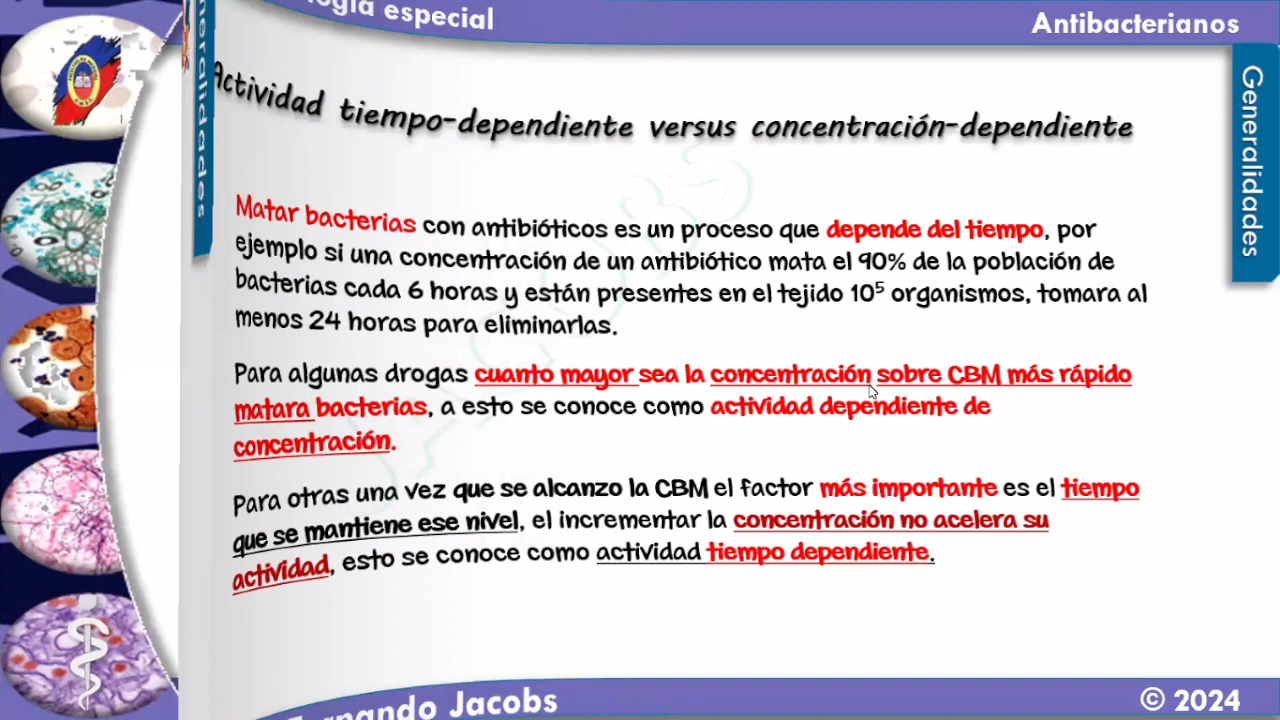 especial
Antibacterianos
Generalidades
Actividad tiempo-dependiente versus concentración-dependiente
Matar bacterias con antibióticos es un proceso que depende del tiempo, por
ejemplo si una concentración de un antibiótico mata el 90% de la población de
bacterias cada 6 horas y están presentes en el tejido 10⁵ organismos, tomara al
menos 24 horas para eliminarlas.
Para algunas drogas cuanto mayor sea la concentración sobre CBM más rápido
matara bacterias, a esto se conoce como actividad dependiente de
concentración.
Para otras una vez que se alcanzo la CBM el factor más importante es el tiempo
que se mantiene ese nivel, el incrementar la concentración no acelera su
actividad, esto se conoce como actividad tiempo dependiente.
JACOBS
Jacobs
© 2024